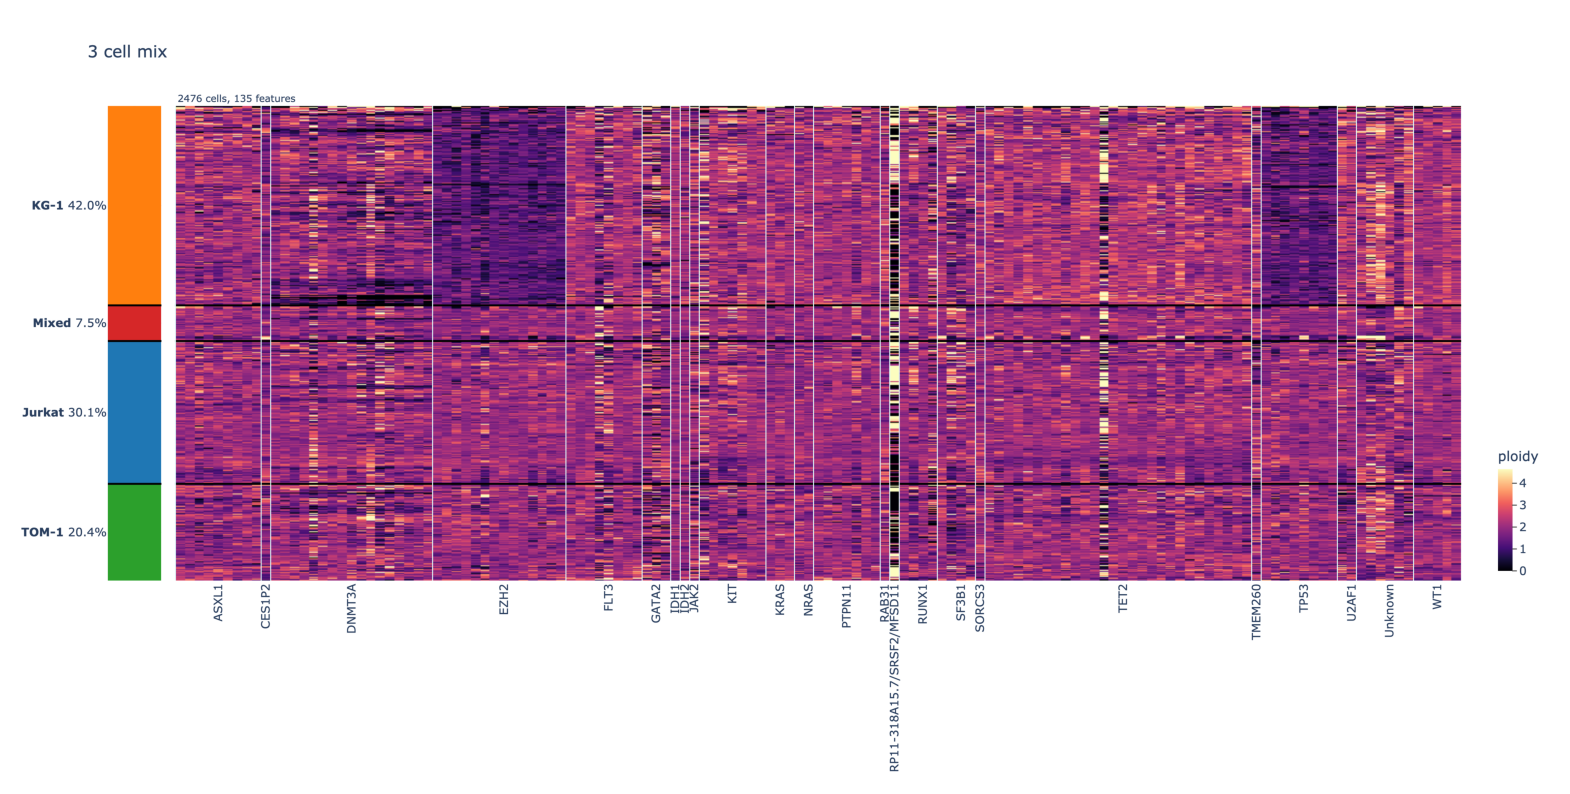 3 cell mix
2476 cells, 135 features
KG-1 42.0%
Mixed 7.5%
Jurkat 30.1%
TOM-1 20.4%
ploidy
4
3
2
1
0
ASXL1
CES1P2
DNMT3A
EZH2
FLT3
GATA2
IDH1
IDH2
JAK2
KIT
KRAS
NRAS
PTPN11
RAB31
RP11-318A15.7/SRSF2/MFSD11
RUNX1
SF3B1
SORCS3
TET2
TMEM260
TP53
U2AF1
Unknown
WT1